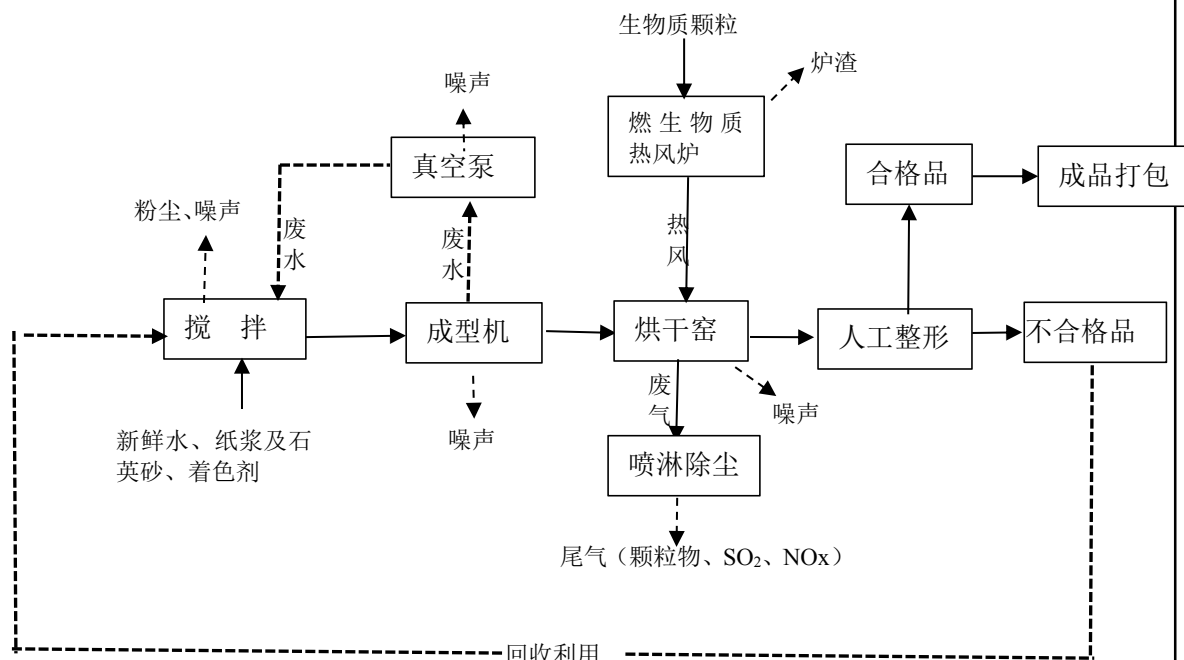 生物质颗粒
炉渣
噪声
燃生物质
热风炉
真空泵
合格品
成品打包
粉尘、噪声
废水
废水
热风
搅 拌
成型机
烘干窑
人工整形
不合格品
废气
噪声
新鲜水、纸浆及石
英砂、着色剂
噪声
喷淋除尘
尾气（颗粒物、SO₂、NOx）
回收利用